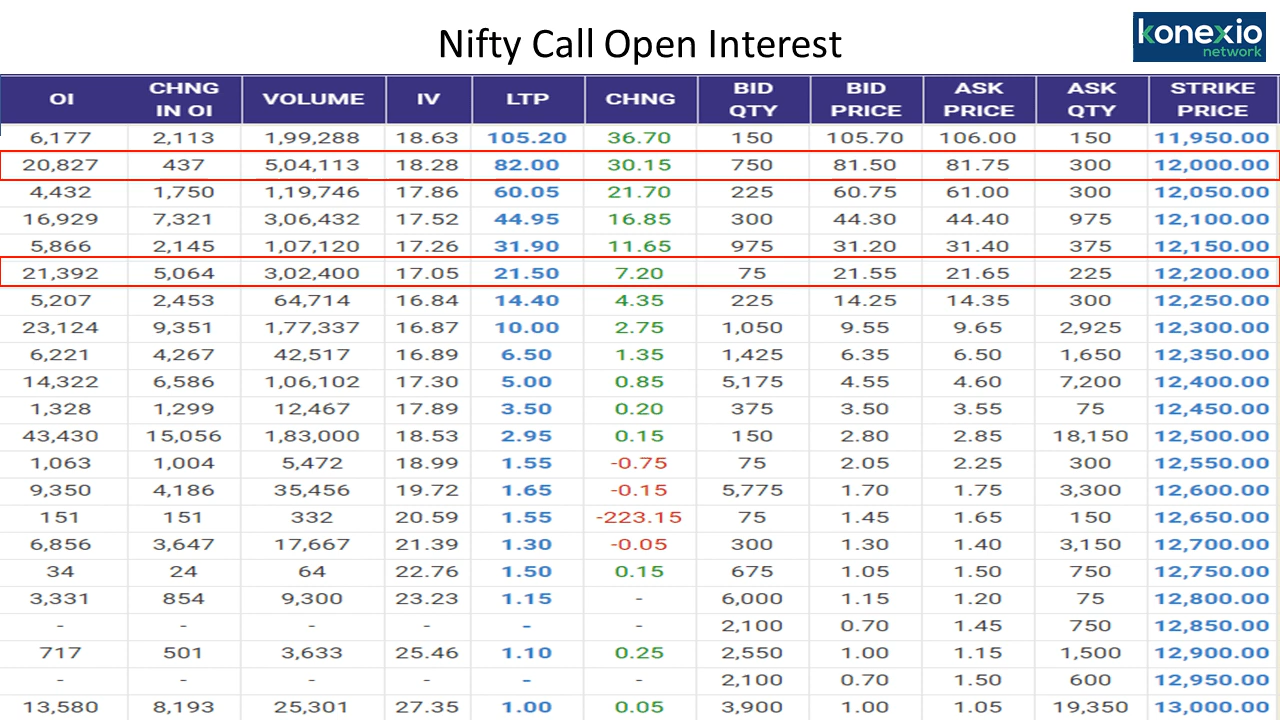 Nifty Call Open Interest
konexio
network
OI CHNG IN OI VOLUME IV LTP CHNG BID QTY BID PRICE ASK PRICE ASK QTY STRIKE PRICE
6,177 2,113 1,99,288 18.63 105.20 36.70 150 105.70 106.00 150 11,950.00
20,827 437 5,04,113 18.28 82.00 30.15 750 81.50 81.75 300 12,000.00
4,432 1,750 1,19,746 17.86 60.05 21.70 225 60.75 61.00 300 12,050.00
16,929 7,321 3,06,432 17.52 44.95 16.85 300 44.30 44.40 975 12,100.00
5,866 2,145 1,07,120 17.26 31.90 11.65 975 31.20 31.40 375 12,150.00
21,392 5,064 3,02,400 17.05 21.50 7.20 75 21.55 21.65 225 12,200.00
5,207 2,453 64,714 16.84 14.40 4.35 225 14.25 14.35 300 12,250.00
23,124 9,351 1,77,337 16.87 10.00 2.75 1,050 9.55 9.65 2,925 12,300.00
6,221 4,267 42,517 16.89 6.50 1.35 1,425 6.35 6.50 1,650 12,350.00
14,322 6,586 1,06,102 17.30 5.00 0.85 5,175 4.55 4.60 7,200 12,400.00
1,328 1,299 12,467 17.89 3.50 0.20 375 3.50 3.55 75 12,450.00
43,430 15,056 1,83,000 18.53 2.95 0.15 150 2.80 2.85 18,150 12,500.00
1,063 1,004 5,472 18.99 1.55 -0.75 75 2.05 2.25 300 12,550.00
9,350 4,186 35,456 19.72 1.65 -0.15 5,775 1.70 1.75 3,300 12,600.00
151 151 332 20.59 1.55 -223.15 75 1.45 1.65 150 12,650.00
6,856 3,647 17,667 21.39 1.30 -0.05 300 1.30 1.40 3,150 12,700.00
34 24 64 22.76 1.50 0.15 675 1.05 1.50 750 12,750.00
3,331 854 9,300 23.23 1.15 - 6,000 1.15 1.20 75 12,800.00
- - - - - - 2,100 0.70 1.45 750 12,850.00
717 501 3,633 25.46 1.10 0.25 2,550 1.00 1.15 1,500 12,900.00
- - - - - - 2,100 0.70 1.50 600 12,950.00
13,580 8,193 25,301 27.35 1.00 0.05 3,900 1.00 1.05 19,350 13,000.00